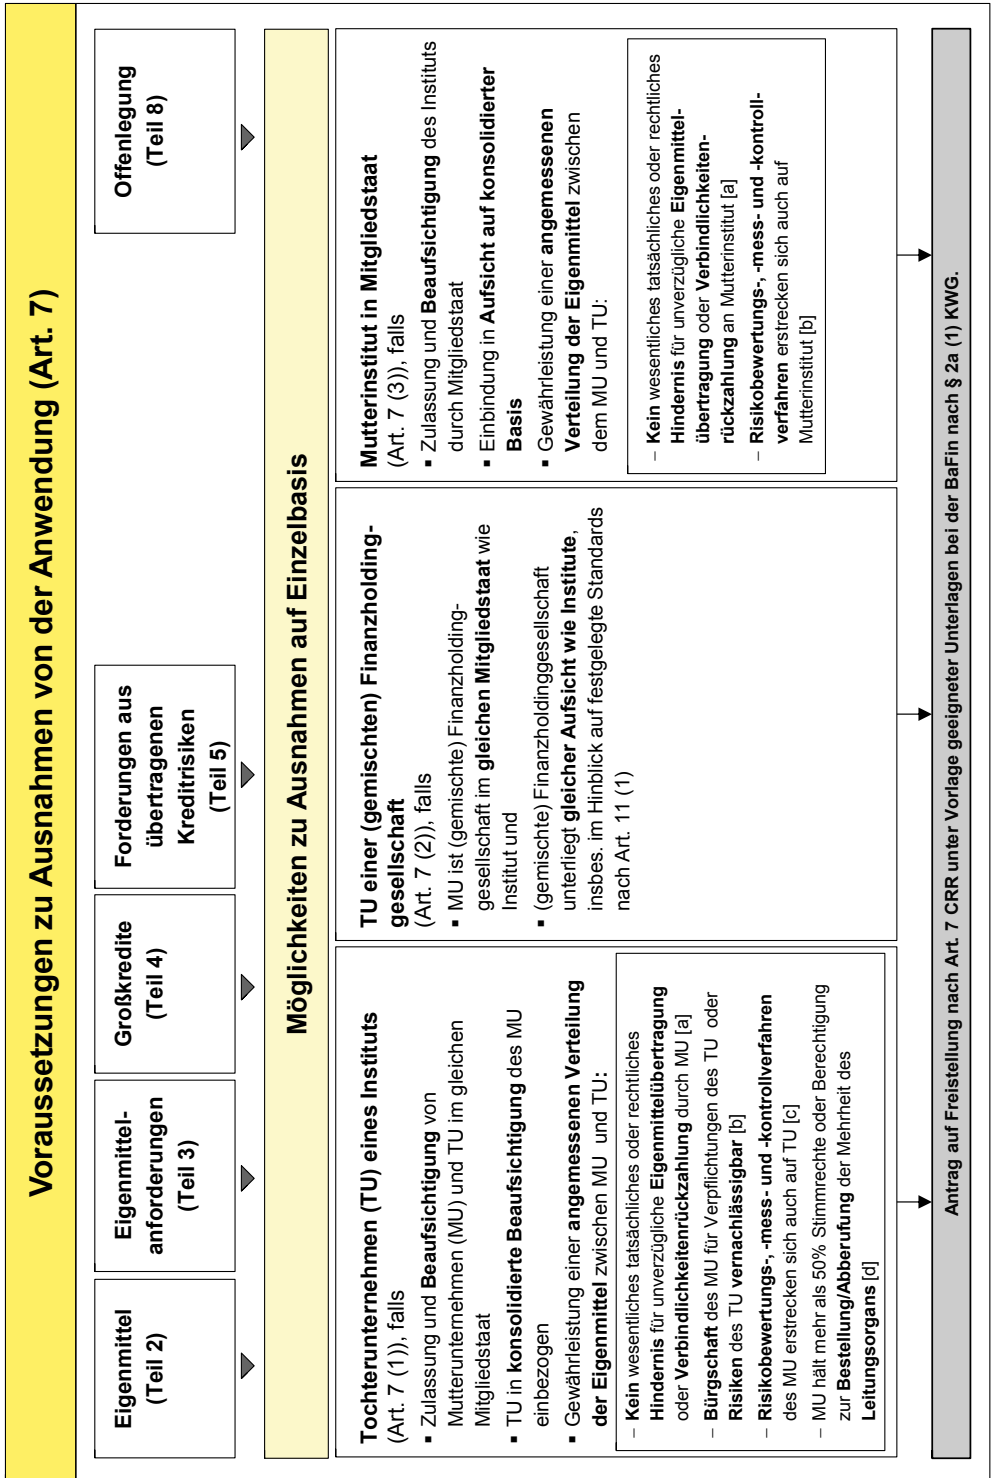 Voraussetzungen zu Ausnahmen von der Anwendung (Art. 7)
Eigenmittel
(Teil 2)
Eigenmittel-
anforderungen
(Teil 3)
Großkredite
(Teil 4)
Forderungen aus
übertragenen
Kreditrisiken
(Teil 5)
Offenlegung
(Teil 8)
Möglichkeiten zu Ausnahmen auf Einzelbasis
Tochterunternehmen (TU) eines Instituts
(Art. 7 (1)), falls
▪ Zulassung und Beaufsichtigung von
Mutterunternehmen (MU) und TU im gleichen
Mitgliedstaat
▪ TU in konsolidierte Beaufsichtigung des MU
einbezogen
▪ Gewährleistung einer angemessenen Verteilung
der Eigenmittel zwischen MU und TU:
– Kein wesentliches tatsächliches oder rechtliches
Hindernis für unverzügliche Eigenmittelübertragung
oder Verbindlichkeitenrückzahlung durch MU [a]
– Bürgschaft des MU für Verpflichtungen des TU oder
Risiken des TU vernachlässigbar [b]
– Risikobewertungs-, -mess- und -kontrollverfahren
des MU erstrecken sich auch auf TU [c]
– MU hält mehr als 50% Stimmrechte oder Berechtigung
zur Bestellung/Abberufung der Mehrheit des
Leitungsorgans [d]
TU einer (gemischten) Finanzholding-
gesellschaft
(Art. 7 (2)), falls
▪ MU ist (gemischte) Finanzholding-
gesellschaft im gleichen Mitgliedstaat wie
Institut und
▪ (gemischte) Finanzholdinggesellschaft
unterliegt gleicher Aufsicht wie Institute,
insbes. im Hinblick auf festgelegte Standards
nach Art. 11 (1)
Mutterinstitut in Mitgliedstaat
(Art. 7 (3)), falls
▪ Zulassung und Beaufsichtigung des Instituts
durch Mitgliedstaat
▪ Einbindung in Aufsicht auf konsolidierter
Basis
▪ Gewährleistung einer angemessenen
Verteilung der Eigenmittel zwischen
dem MU und TU:
– Kein wesentliches tatsächliches oder rechtliches
Hindernis für unverzügliche Eigenmittel-
übertragung oder Verbindlichkeiten-
rückzahlung an Mutterinstitut [a]
– Risikobewertungs-, -mess- und -kontroll-
verfahren erstrecken sich auch auf
Mutterinstitut [b]
Antrag auf Freistellung nach Art. 7 CRR unter Vorlage geeigneter Unterlagen bei der BaFin nach § 2a (1) KWG.